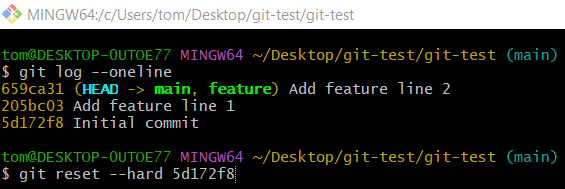 MINGW64:/c/Users/tom/Desktop/git-test/git-test
tom@DESKTOP-OUTOE77 MINGW64 ~/Desktop/git-test/git-test (main)
$ git log --oneline
659ca31 (HEAD -> main, feature) Add feature line 2
205bc03 Add feature line 1
5d172f8 Initial commit
tom@DESKTOP-OUTOE77 MINGW64 ~/Desktop/git-test/git-test (main)
$ git reset --hard 5d172f8